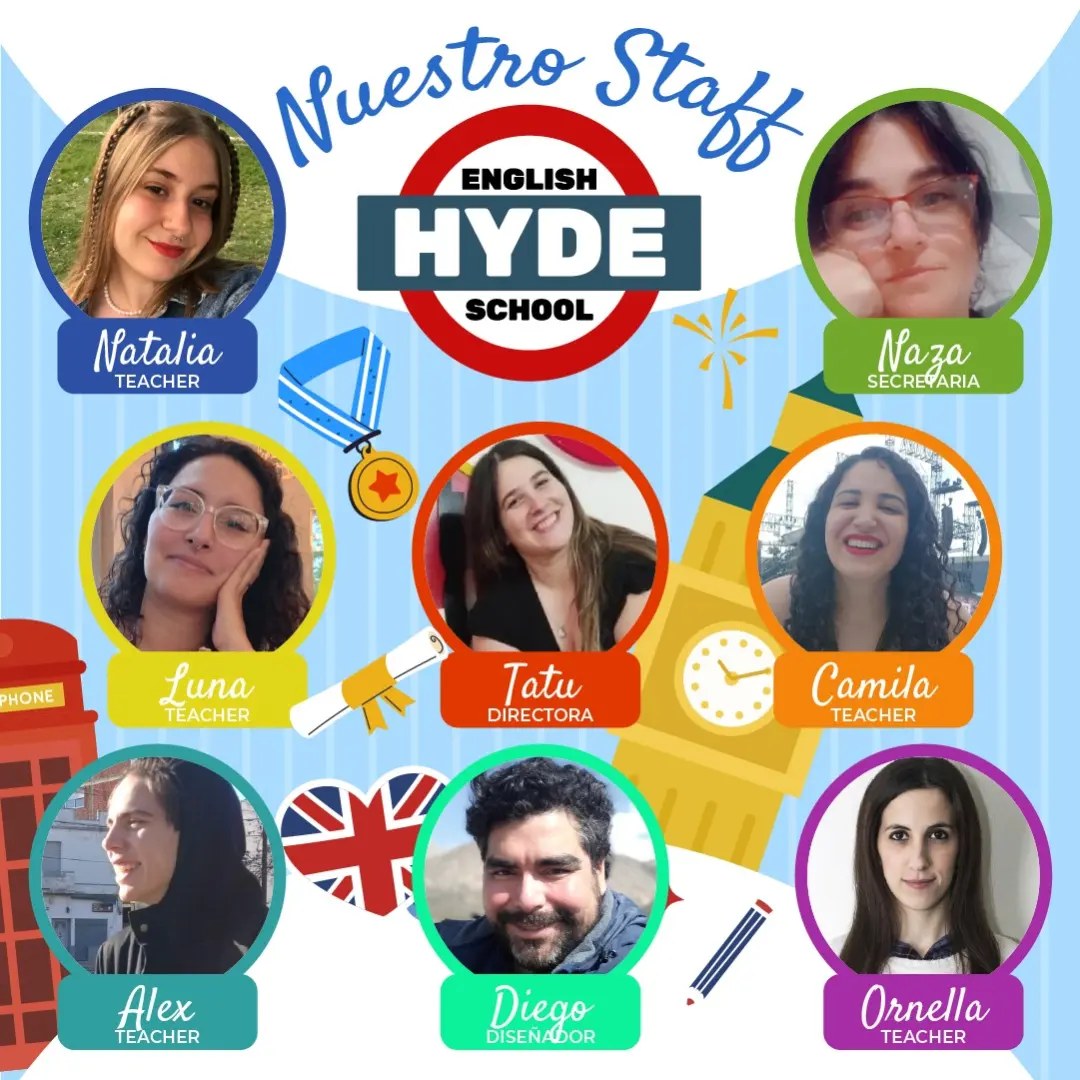 Nuestro Staff
ENGLISH
HYDE
SCHOOL
Natalia
TEACHER
Naza
SECRETARIA
Luna
TEACHER
Tatu
DIRECTORA
Camila
TEACHER
PHONE
Alex
TEACHER
Diego
DISEÑADOR
Ornella
TEACHER